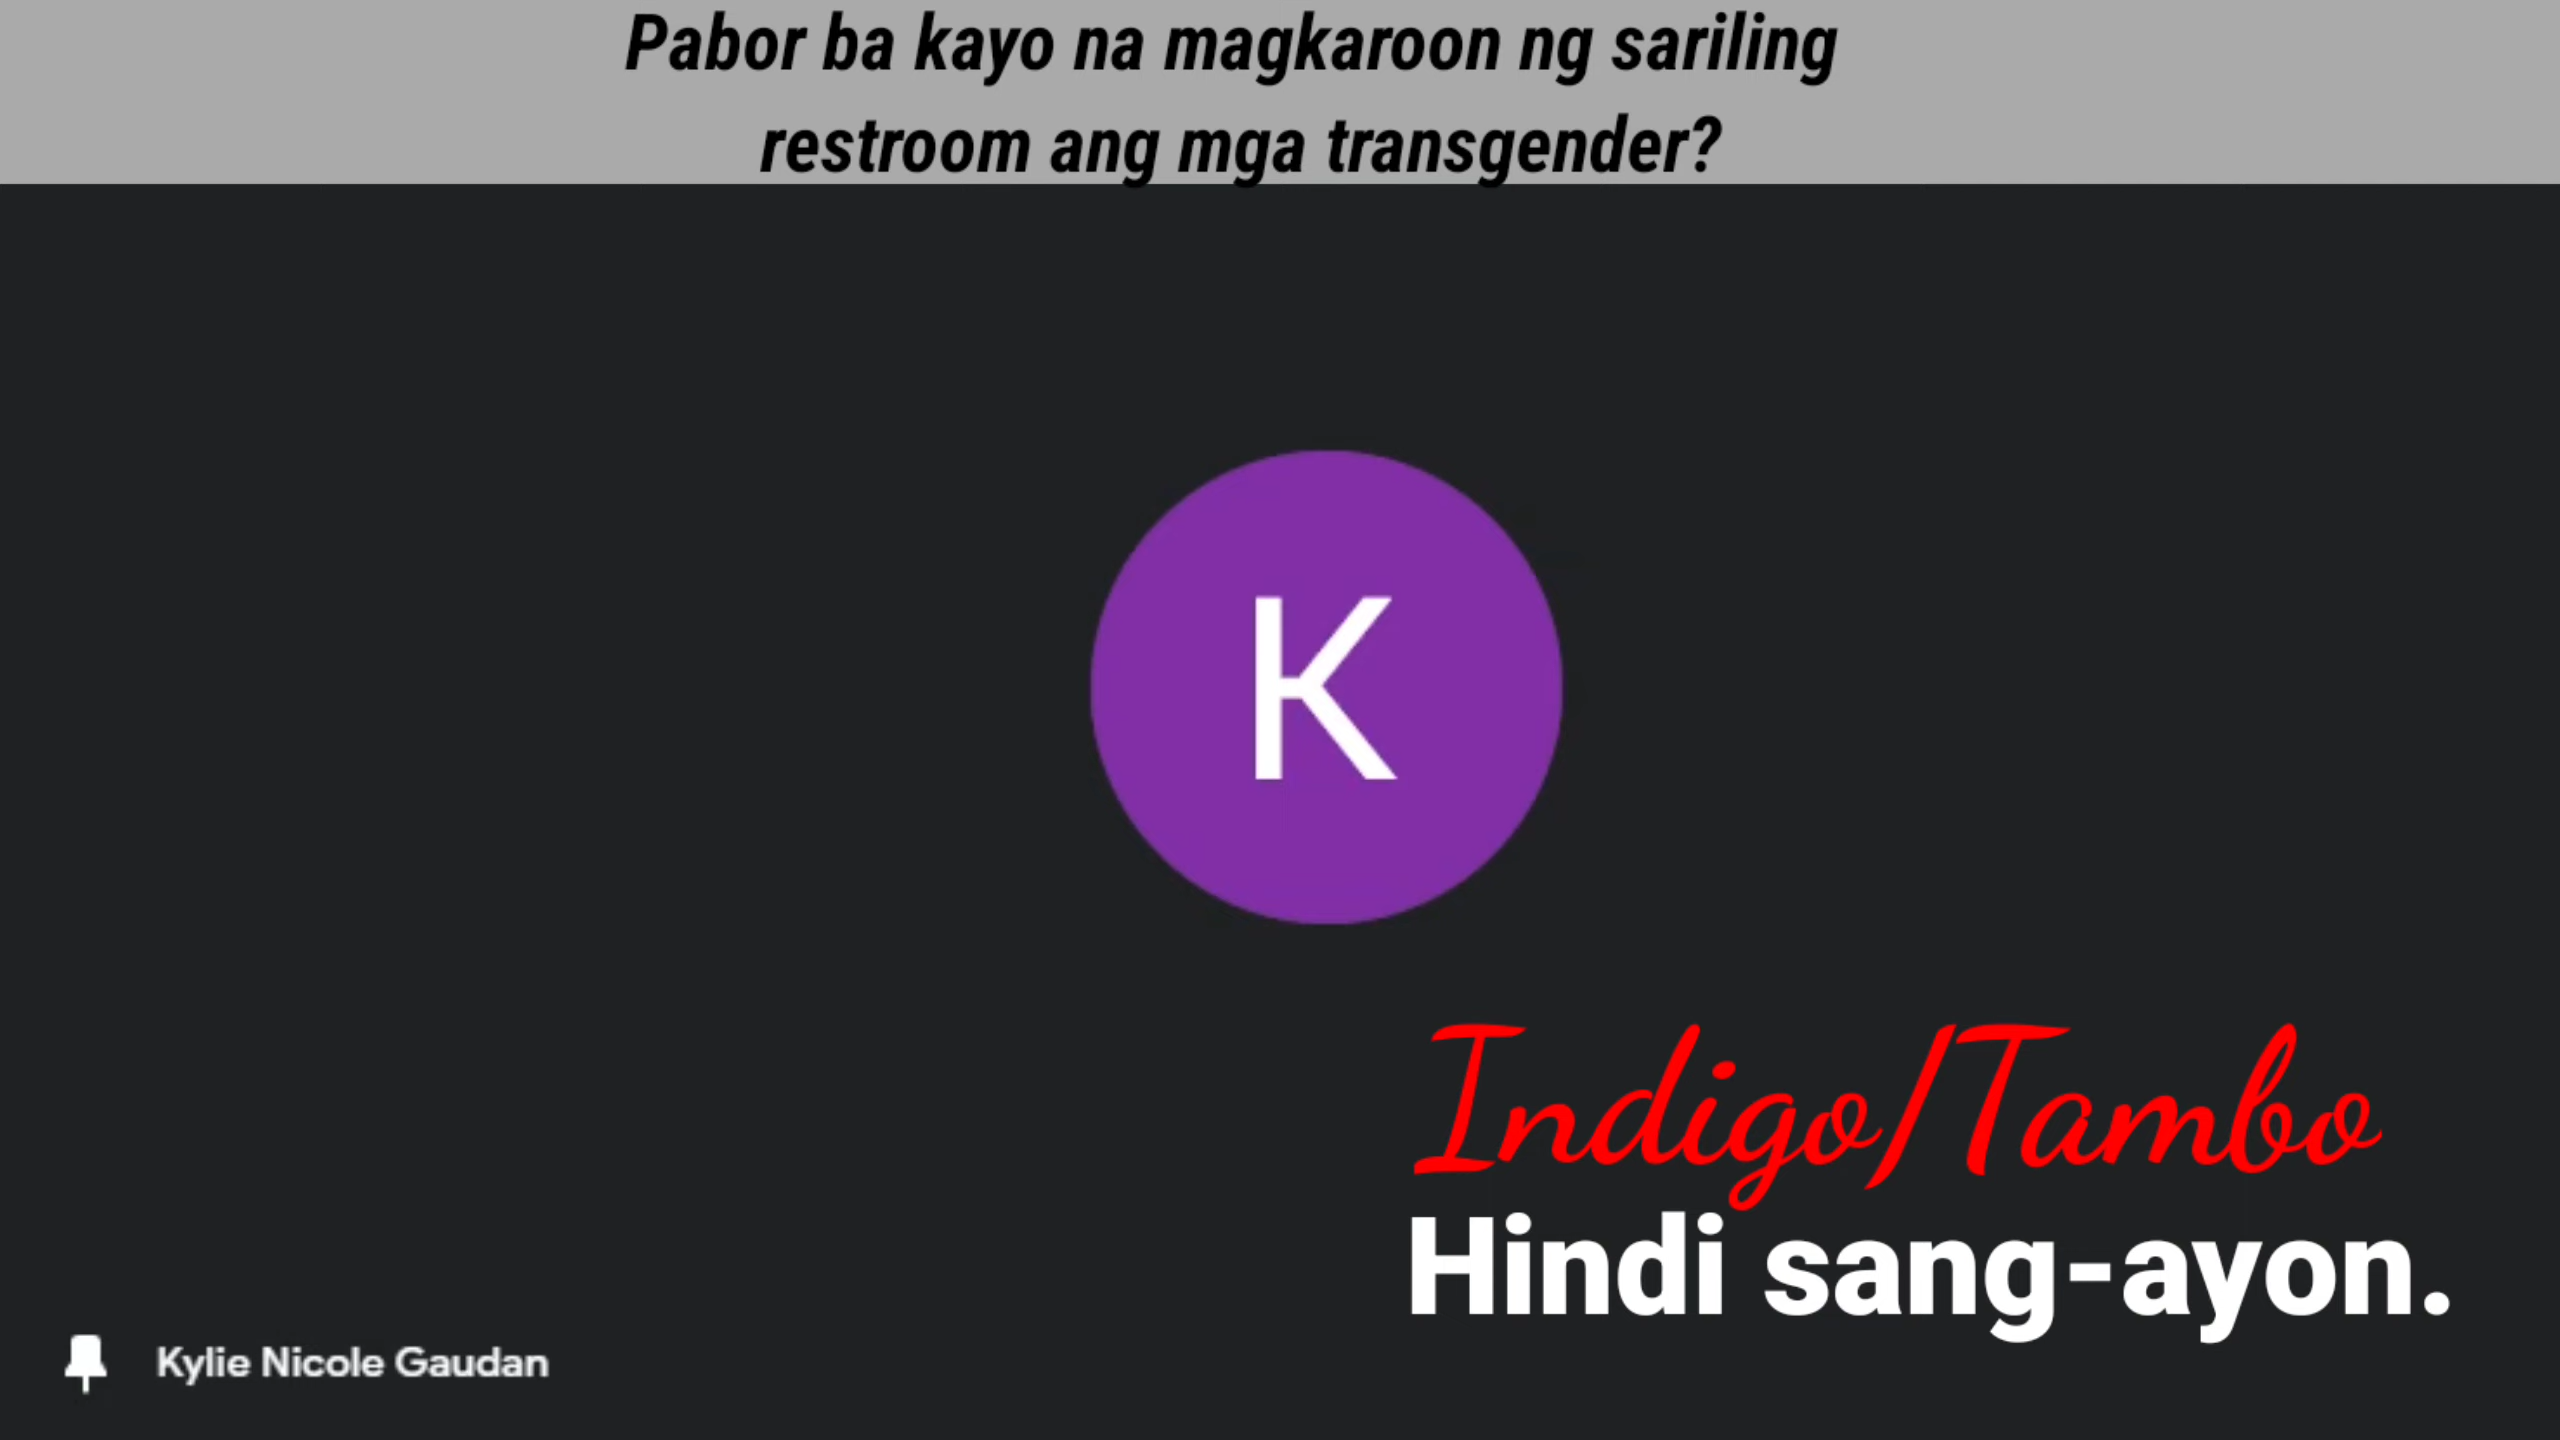 Pabor ba kayo na magkaroon ng sariling
restroom ang mga transgender?
K
Indigo/Tambo
Hindi sang-ayon.
Kylie Nicole Gaudan